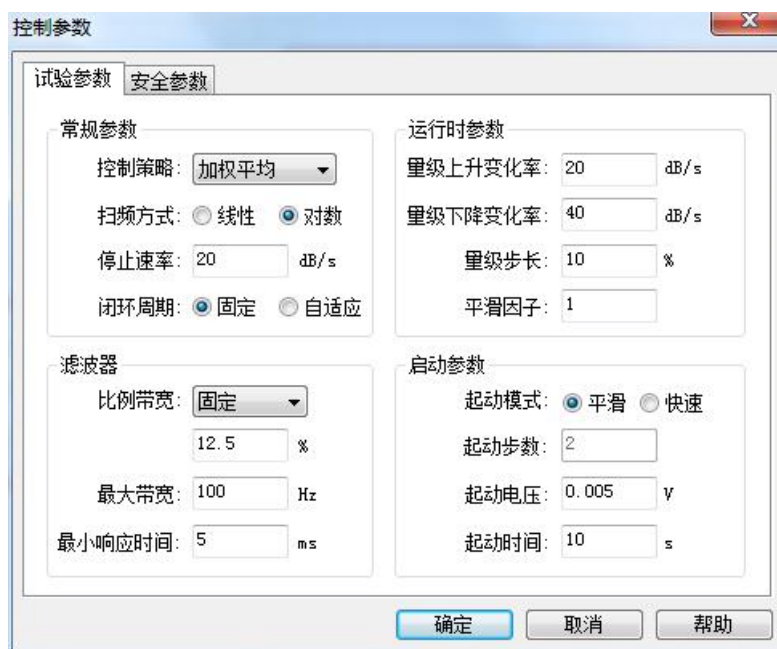 控制参数
试验参数 安全参数
常规参数
控制策略: 加权平均
扫频方式: 线性 对数
停止速率: 20 dB/s
闭环周期: 固定 自适应
运行时参数
量级上升变化率: 20 dB/s
量级下降变化率: 40 dB/s
量级步长: 10 %
平滑因子: 1
滤波器
比例带宽: 固定
12.5 %
最大带宽: 100 Hz
最小响应时间: 5 ms
启动参数
起动模式: 平滑 快速
起动步数: 2
起动电压: 0.005 V
起动时间: 10 s
确定 取消 帮助